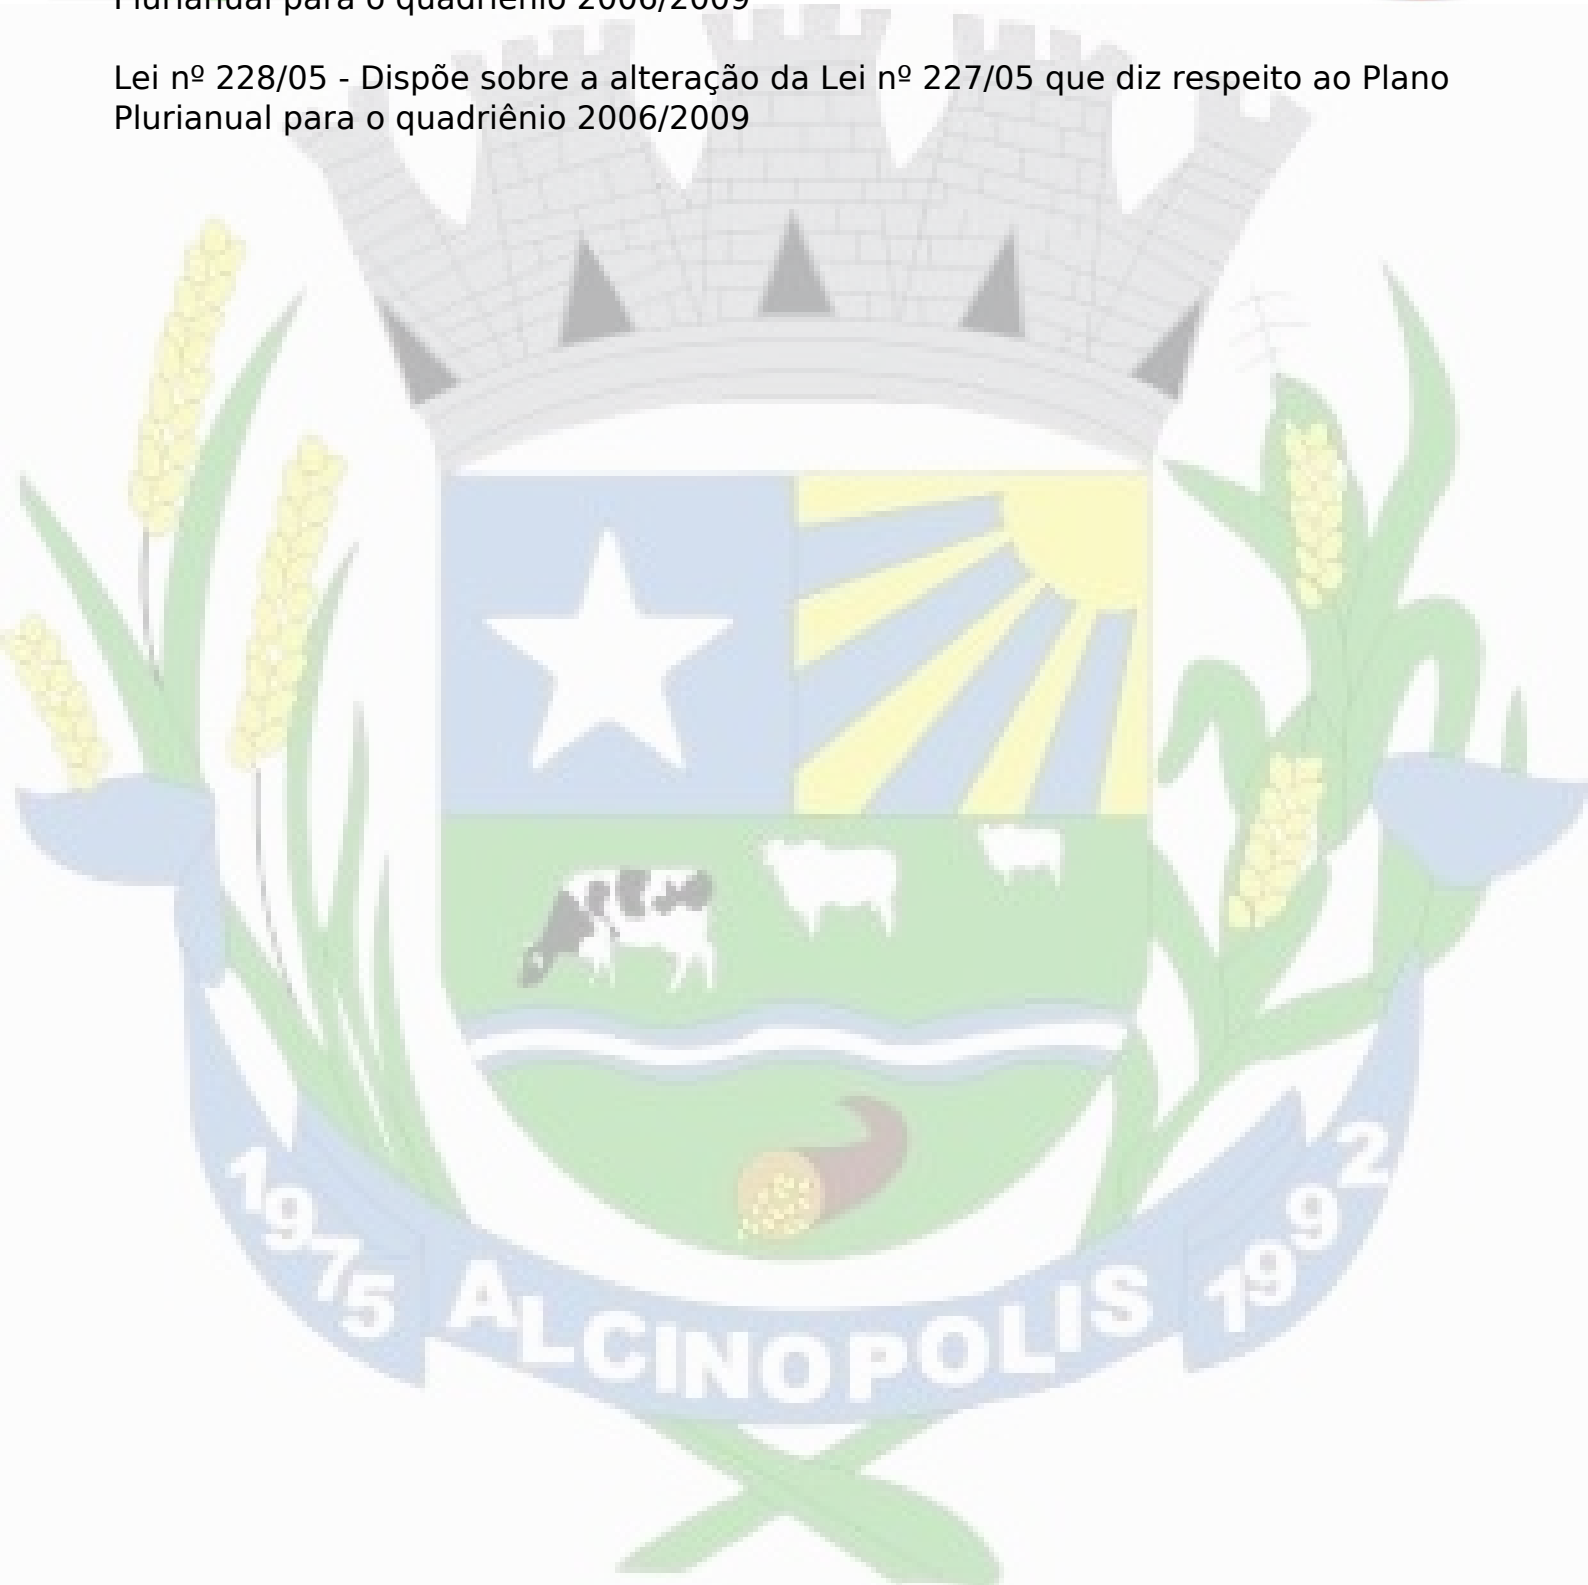 Plurianual para o quadriênio 2006/2009
Lei nº 228/05 - Dispõe sobre a alteração da Lei nº 227/05 que diz respeito ao Plano
Plurianual para o quadriênio 2006/2009
1975
ALCINOPOLIS
1992